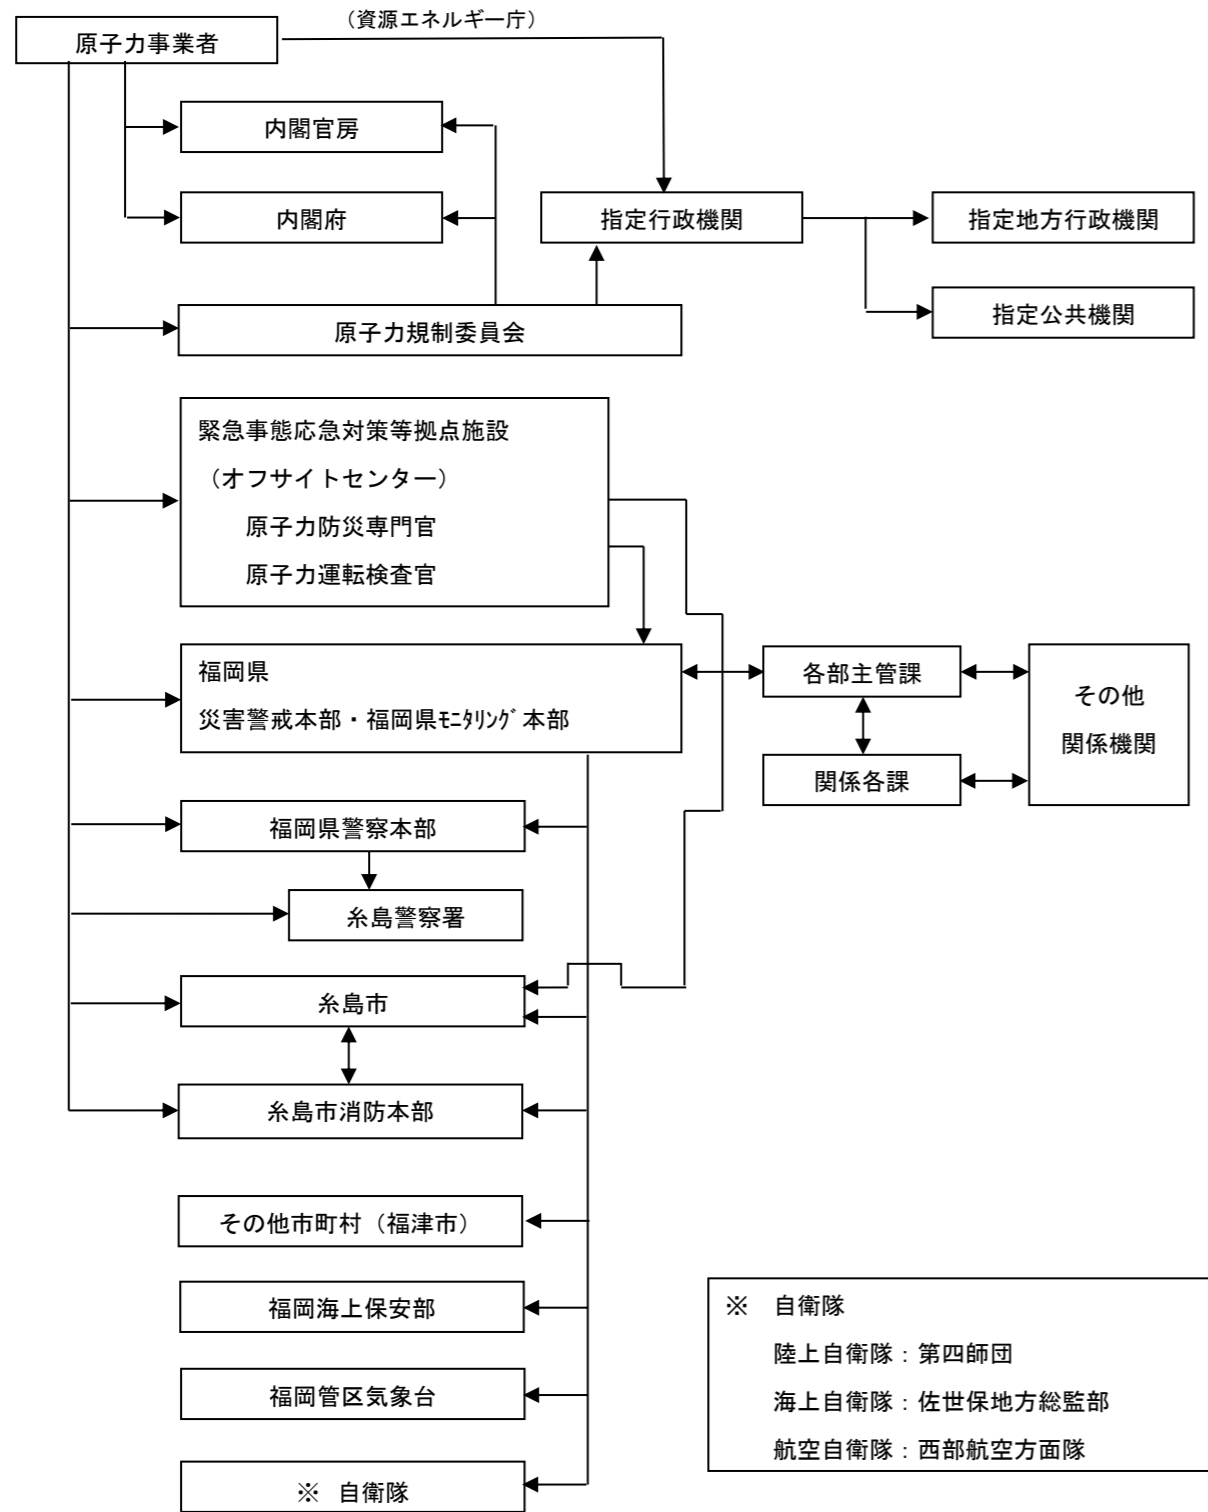 （資源エネルギー庁）
原子力事業者
内閣官房
内閣府
指定行政機関
指定地方行政機関
指定公共機関
原子力規制委員会
緊急事態応急対策等拠点施設
（オフサイトセンター）
原子力防災専門官
原子力運転検査官
福岡県
災害警戒本部・福岡県ﾓﾆﾀﾘﾝｸﾞ本部
各部主管課
関係各課
その他
関係機関
福岡県警察本部
糸島警察署
糸島市
糸島市消防本部
その他市町村（福津市）
福岡海上保安部
福岡管区気象台
※　自衛隊
※　自衛隊
陸上自衛隊：第四師団
海上自衛隊：佐世保地方総監部
航空自衛隊：西部航空方面隊